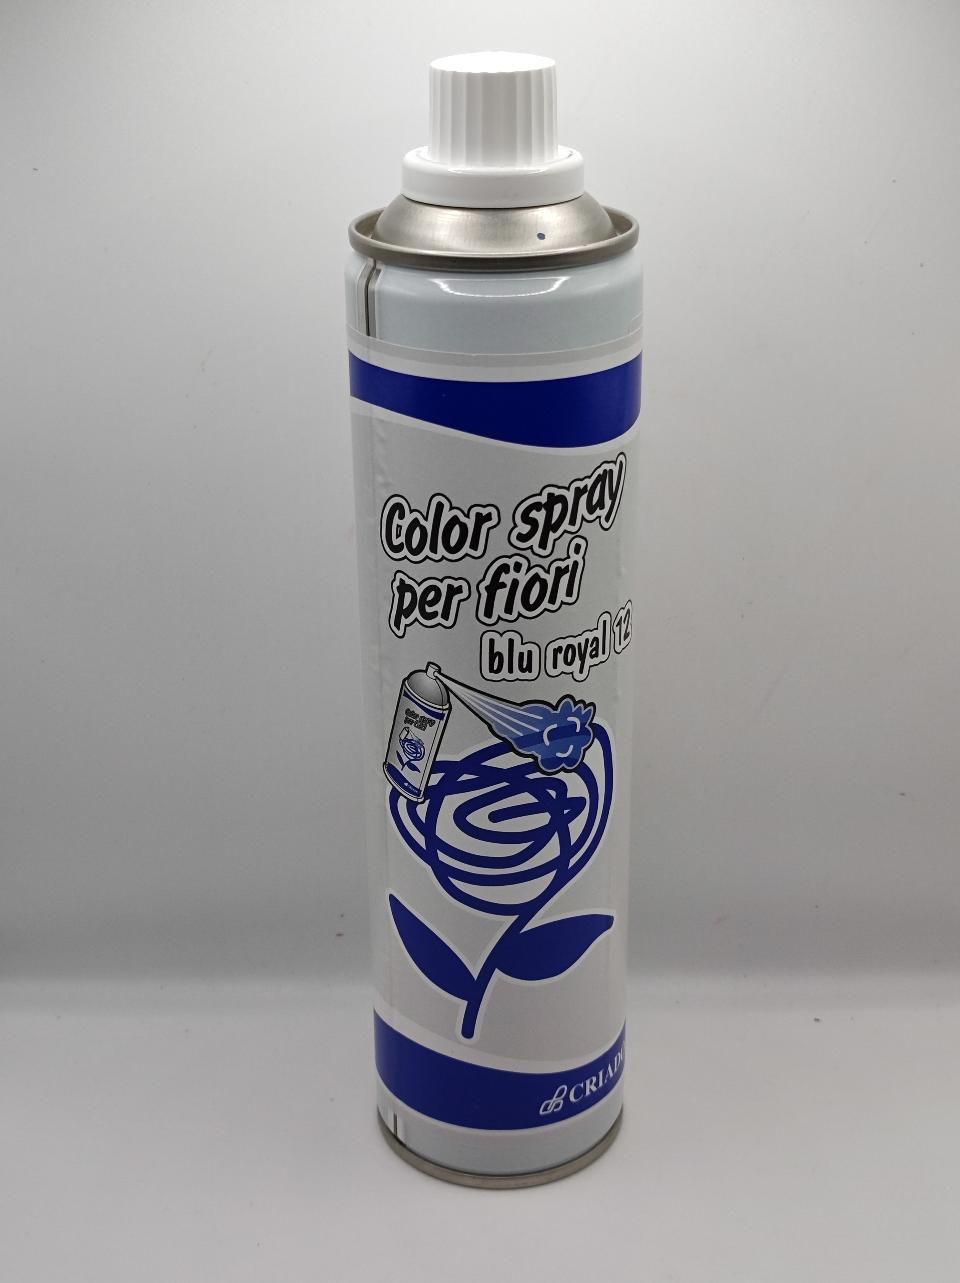 Color spray
per fiori
blu royal 12